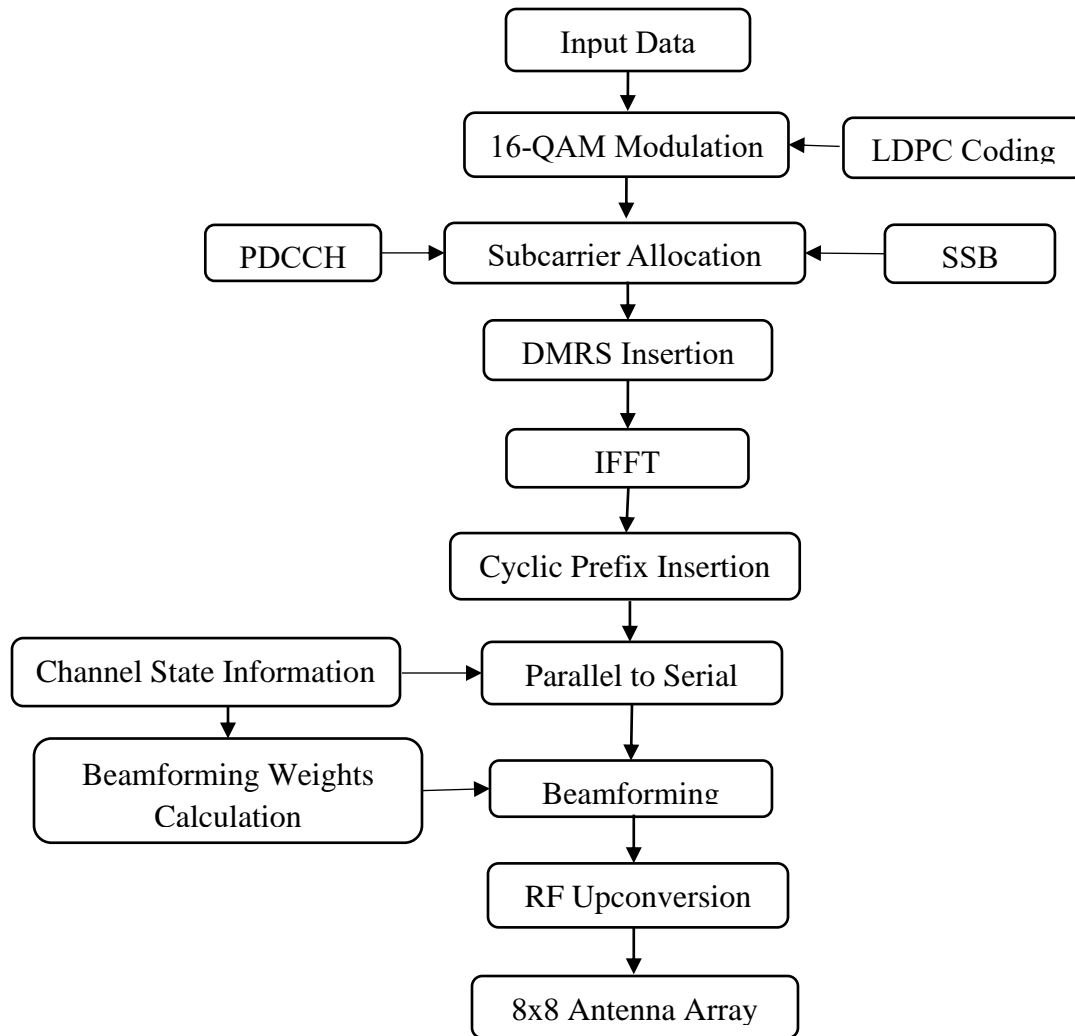 Input Data
16-QAM Modulation
LDPC Coding
PDCCH
Subcarrier Allocation
SSB
DMRS Insertion
IFFT
Cyclic Prefix Insertion
Channel State Information
Parallel to Serial
Beamforming Weights
Calculation
Beamforming
RF Upconversion
8x8 Antenna Array